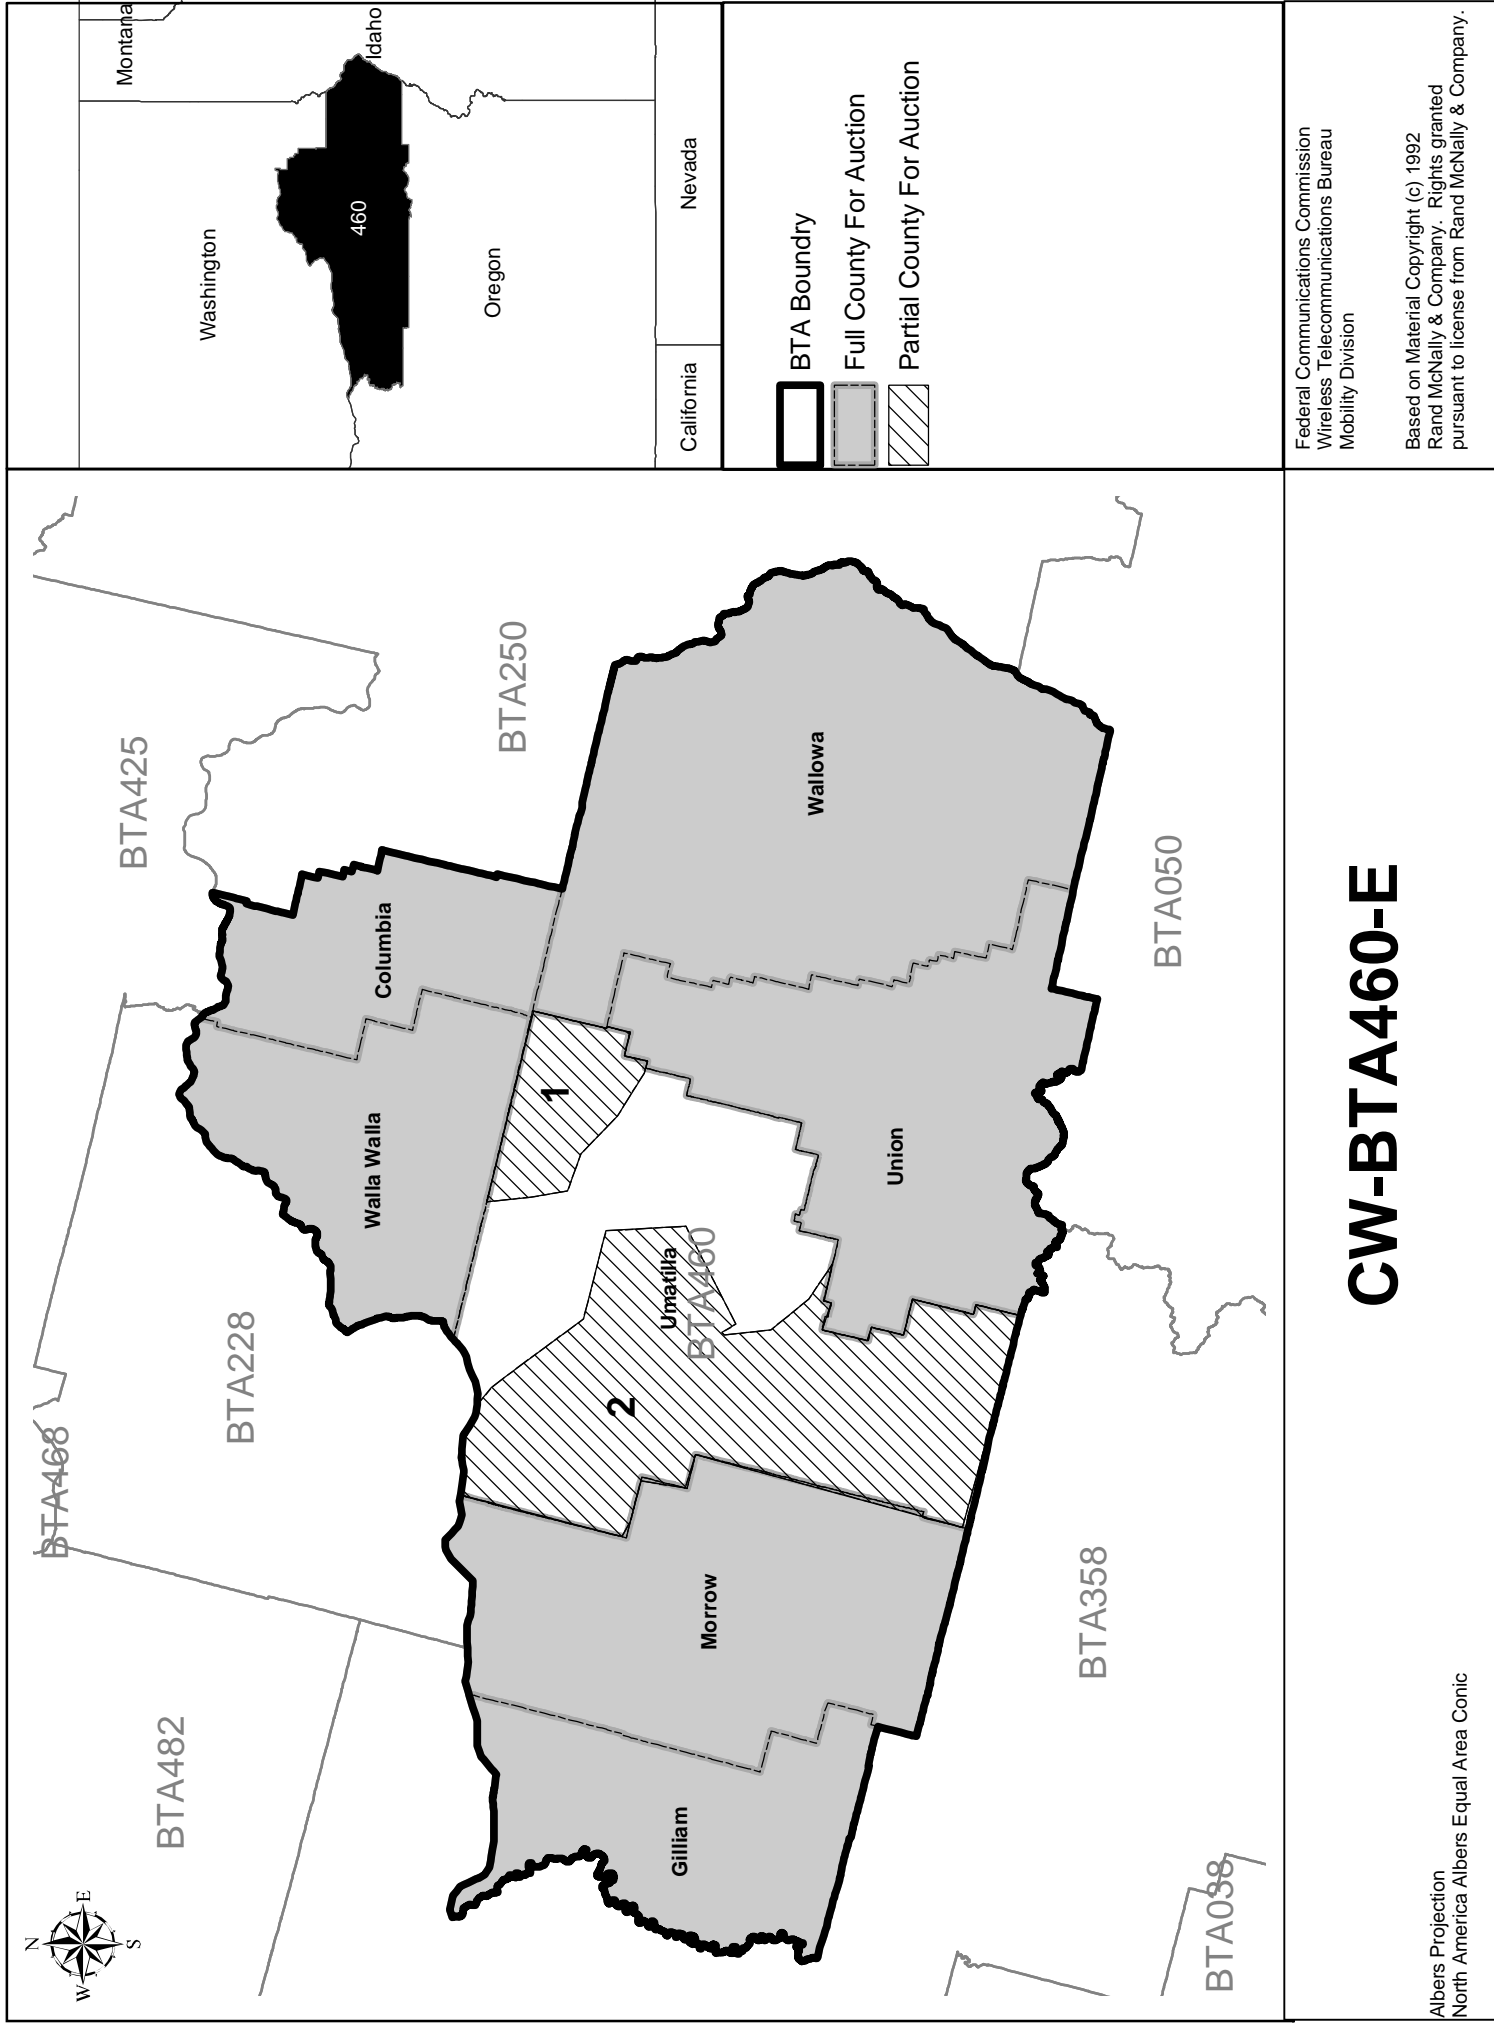 N
W
E
S
BTA482
BTA468
BTA228
BTA425
BTA250
Columbia
Walla Walla
1
Wallowa
Union
Umatilla
BTA460
2
Morrow
Gilliam
BTA050
BTA358
BTA038
Montana
Idaho
Washington
460
Oregon
California
Nevada
BTA Boundry
Full County For Auction
Partial County For Auction
CW-BTA460-E
Albers Projection
North America Albers Equal Area Conic
Federal Communications Commission
Wireless Telecommunications Bureau
Mobility Division
Based on Material Copyright (c) 1992
Rand McNally & Company. Rights granted
pursuant to license from Rand McNally & Company.